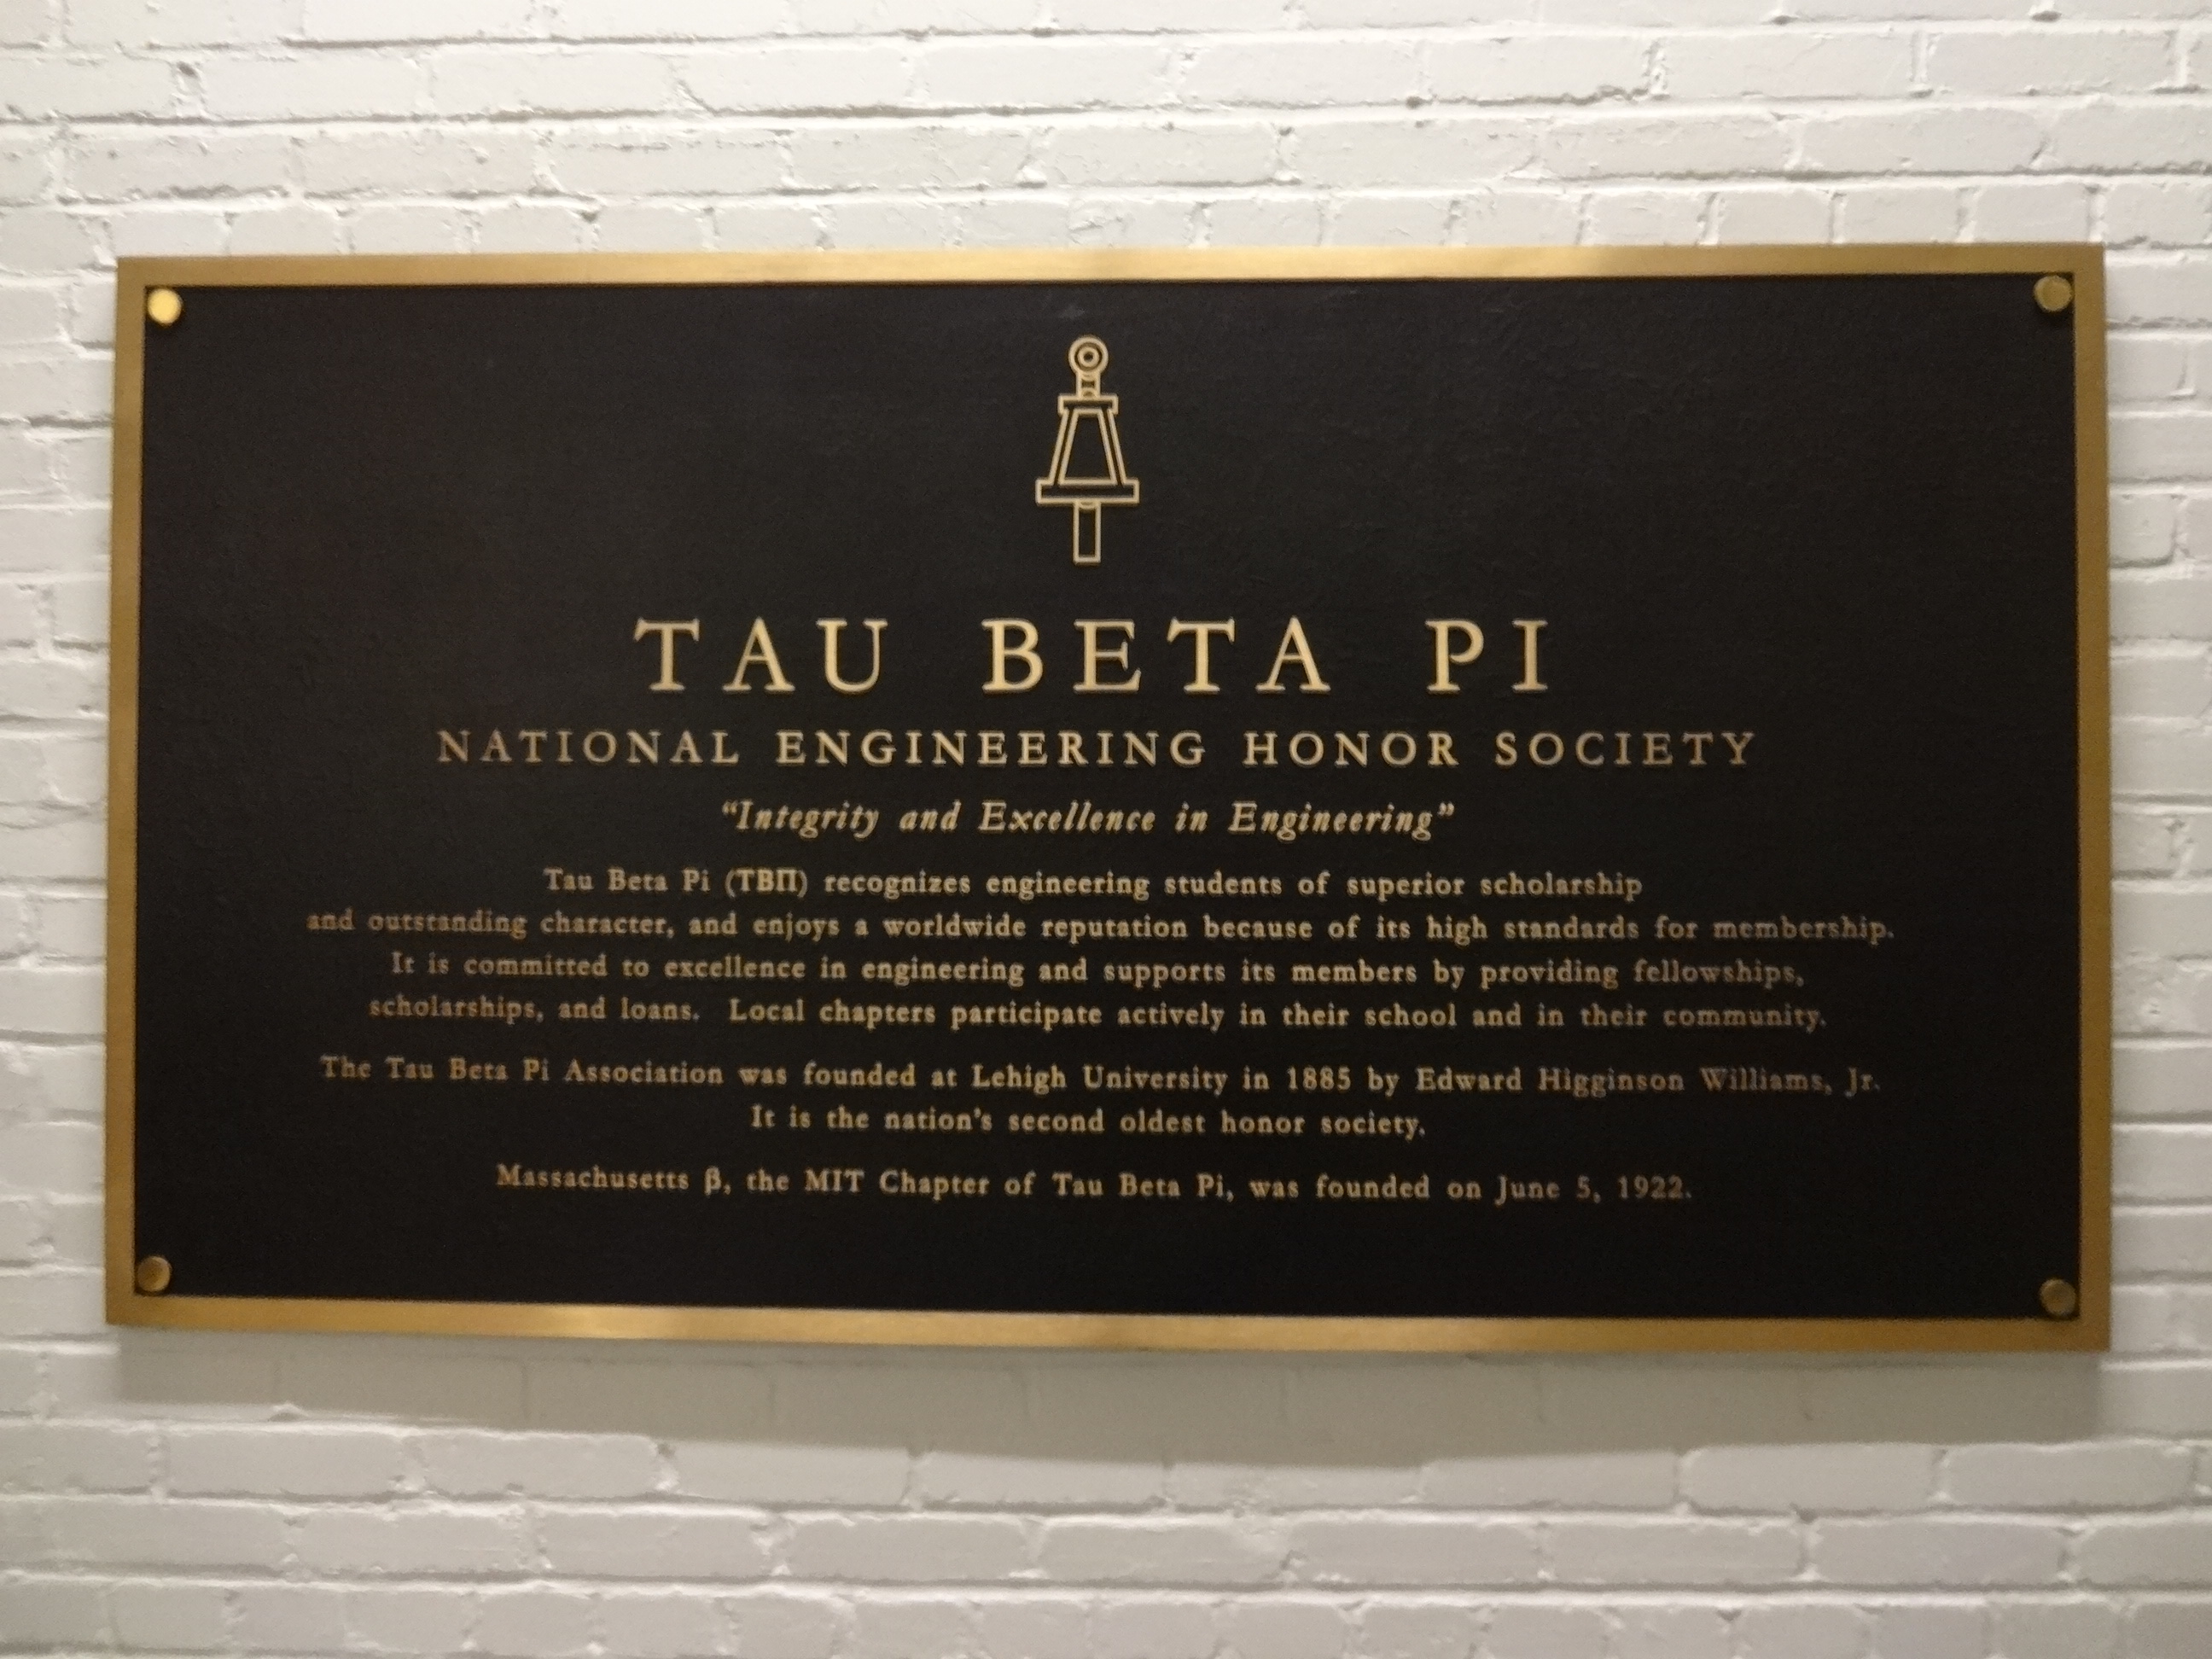 TAU BETA PI
NATIONAL ENGINEERING HONOR SOCIETY
“Integrity and Excellence in Engineering”
Tau Beta Pi (ΤΒΠ) recognizes engineering students of superior scholarship
and outstanding character, and enjoys a worldwide reputation because of its high standards for membership.
It is committed to excellence in engineering and supports its members by providing fellowships,
scholarships, and loans. Local chapters participate actively in their school and in their community.
The Tau Beta Pi Association was founded at Lehigh University in 1885 by Edward Higginson Williams, Jr.
It is the nation's second oldest honor society.
Massachusetts β, the MIT Chapter of Tau Beta Pi, was founded on June 5, 1922.